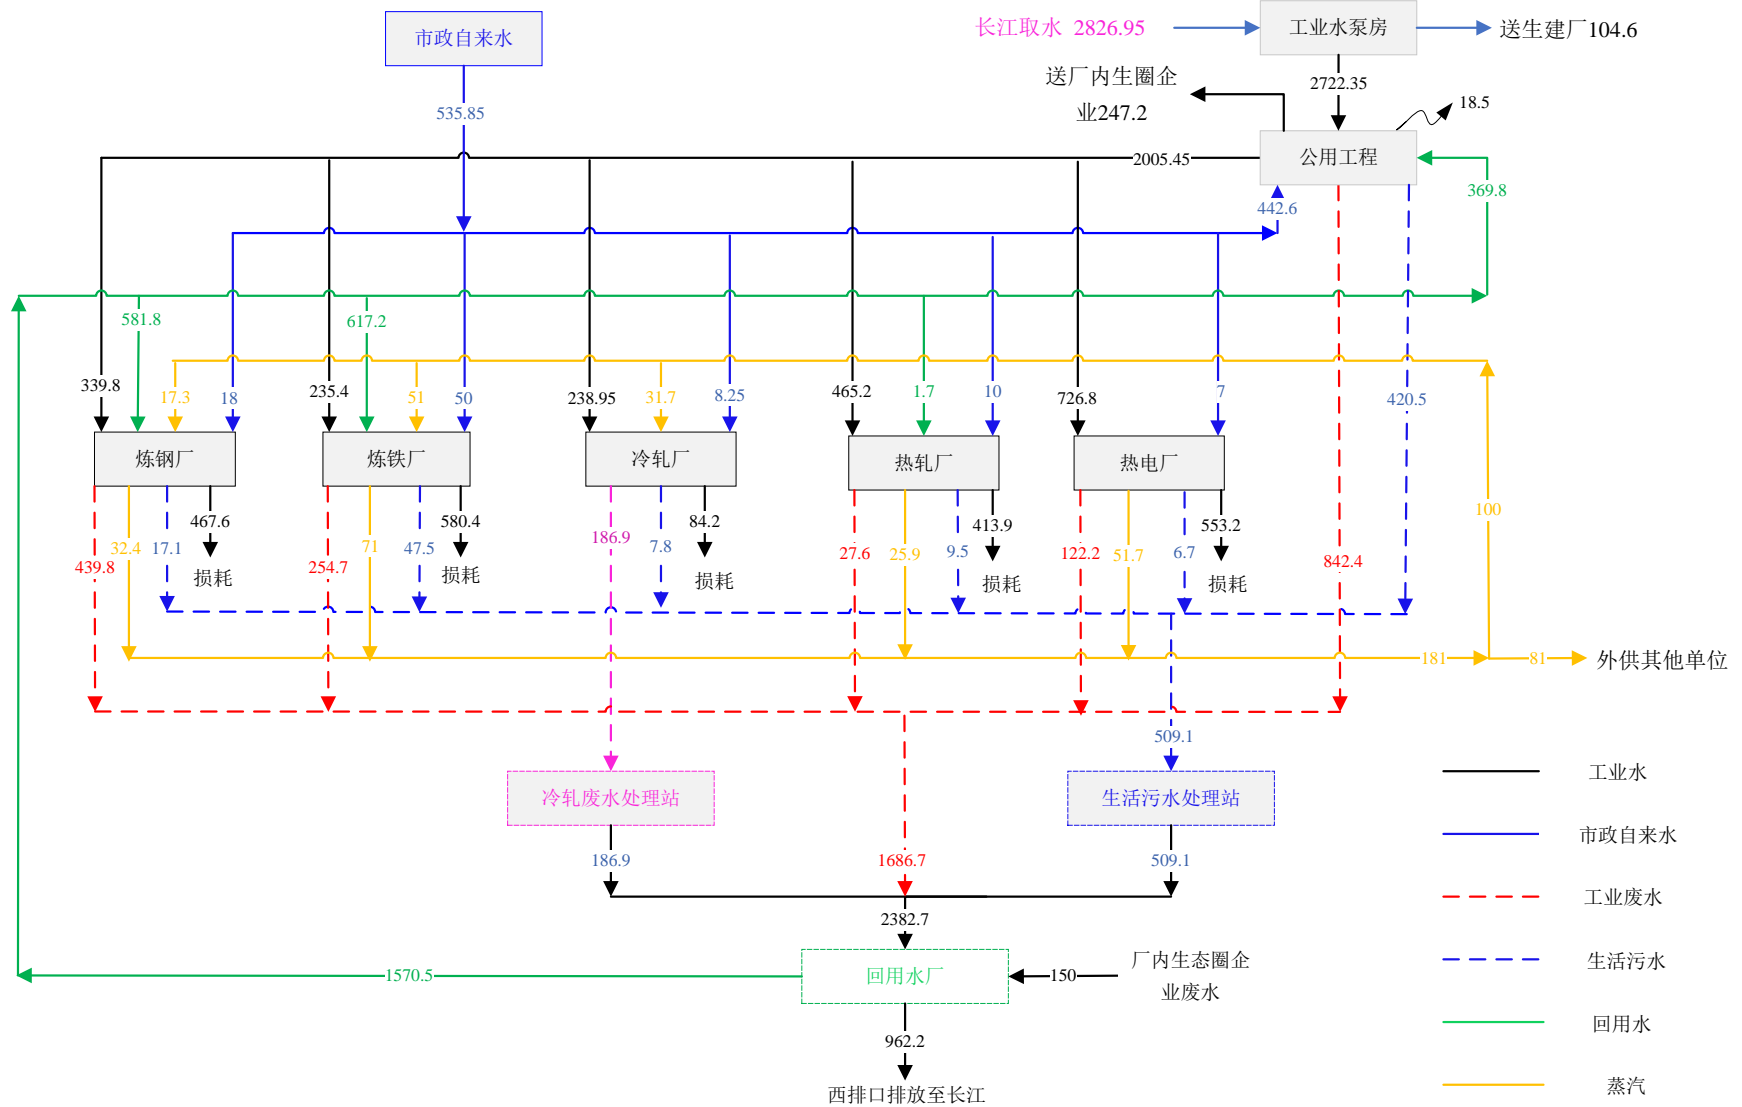 长江取水 2826.95
工业水泵房
送生建厂104.6
市政自来水
送厂内生圈企
业247.2
2722.35
18.5
535.85
2005.45
公用工程
369.8
442.6
581.8
617.2
339.8
17.3
18
235.4
51
50
238.95
31.7
8.25
465.2
1.7
10
726.8
7
420.5
炼钢厂
炼铁厂
冷轧厂
热轧厂
热电厂
100
439.8
32.4
17.1
467.6
损耗
254.7
71
47.5
580.4
损耗
186.9
7.8
84.2
损耗
27.6
25.9
9.5
413.9
损耗
122.2
51.7
6.7
553.2
损耗
842.4
181
81
外供其他单位
509.1
冷轧废水处理站
生活污水处理站
186.9
1686.7
509.1
2382.7
1570.5
回用水厂
150
厂内生态圈企
业废水
962.2
西排口排放至长江
工业水
市政自来水
工业废水
生活污水
回用水
蒸汽